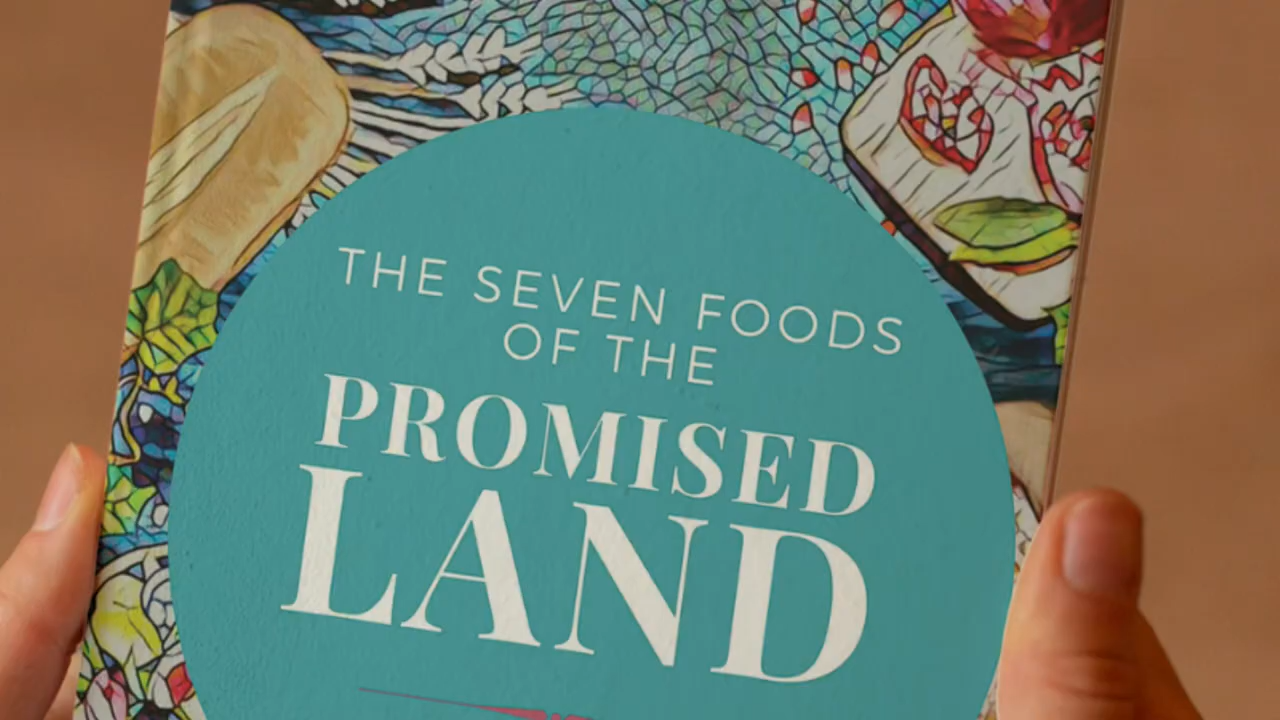 THE SEVEN FOODS
OF THE
PROMISED
LAND